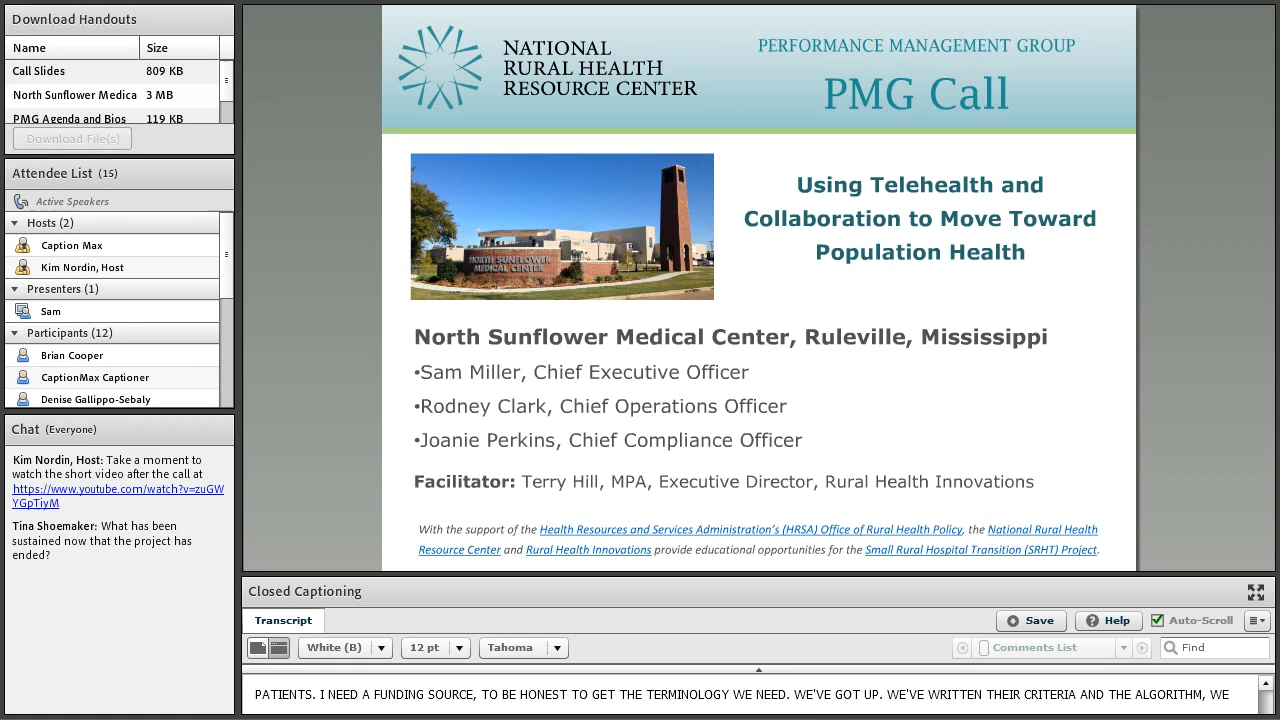 Download Handouts
Name Size
Call Slides 809 KB
North Sunflower Medica 3 MB
PMG Agenda and Bios 119 KB
Download File(s)
Attendee List (15)
Active Speakers
Hosts (2)
Caption Max
Kim Nordin, Host
Presenters (1)
Sam
Participants (12)
Brian Cooper
CaptionMax Captioner
Denise Gallippo-Sebaly
Chat (Everyone)
Kim Nordin, Host: Take a moment to
watch the short video after the call at
https://www.youtube.com/watch?v=zuGW
YGpTiyM
Tina Shoemaker: What has been
sustained now that the project has
ended?
NATIONAL
RURAL HEALTH
RESOURCE CENTER
PERFORMANCE MANAGEMENT GROUP
PMG Call
NORTH SUNFLOWER
MEDICAL CENTER
Using Telehealth and
Collaboration to Move Toward
Population Health
North Sunflower Medical Center, Ruleville, Mississippi
•Sam Miller, Chief Executive Officer
•Rodney Clark, Chief Operations Officer
•Joanie Perkins, Chief Compliance Officer
Facilitator: Terry Hill, MPA, Executive Director, Rural Health Innovations
With the support of the Health Resources and Services Administration's (HRSA) Office of Rural Health Policy, the National Rural Health
Resource Center and Rural Health Innovations provide educational opportunities for the Small Rural Hospital Transition (SRHT) Project.
Closed Captioning
Transcript Save Help Auto-Scroll
White (B) 12 pt Tahoma Comments List Find
PATIENTS. I NEED A FUNDING SOURCE, TO BE HONEST TO GET THE TERMINOLOGY WE NEED. WE'VE GOT UP. WE'VE WRITTEN THEIR CRITERIA AND THE ALGORITHM, WE